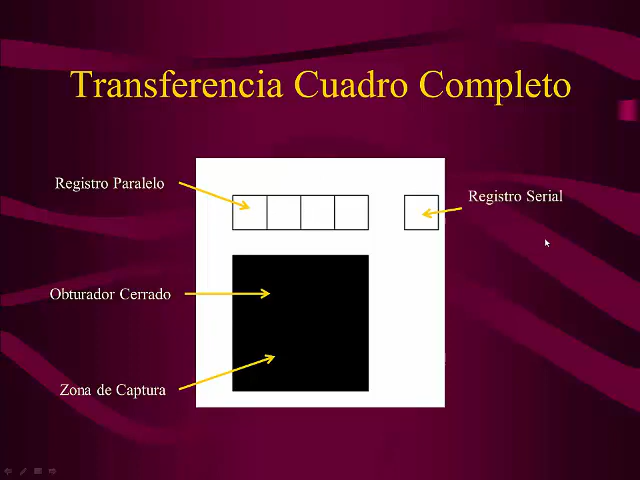 Transferencia Cuadro Completo
Registro Paralelo
Registro Serial
Obturador Cerrado
Zona de Captura